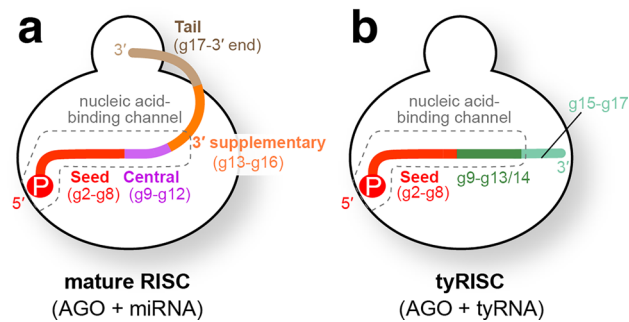 a
Tail
(g17-3′ end)
3′
nucleic acid-
binding channel
3′ supplementary
(g13-g16)
P
Seed
(g2-g8)
Central
(g9-g12)
5′
mature RISC
(AGO + miRNA)
b
nucleic acid-
binding channel
g15-g17
3′
P
Seed
(g2-g8)
g9-g13/14
5′
tyRISC
(AGO + tyRNA)